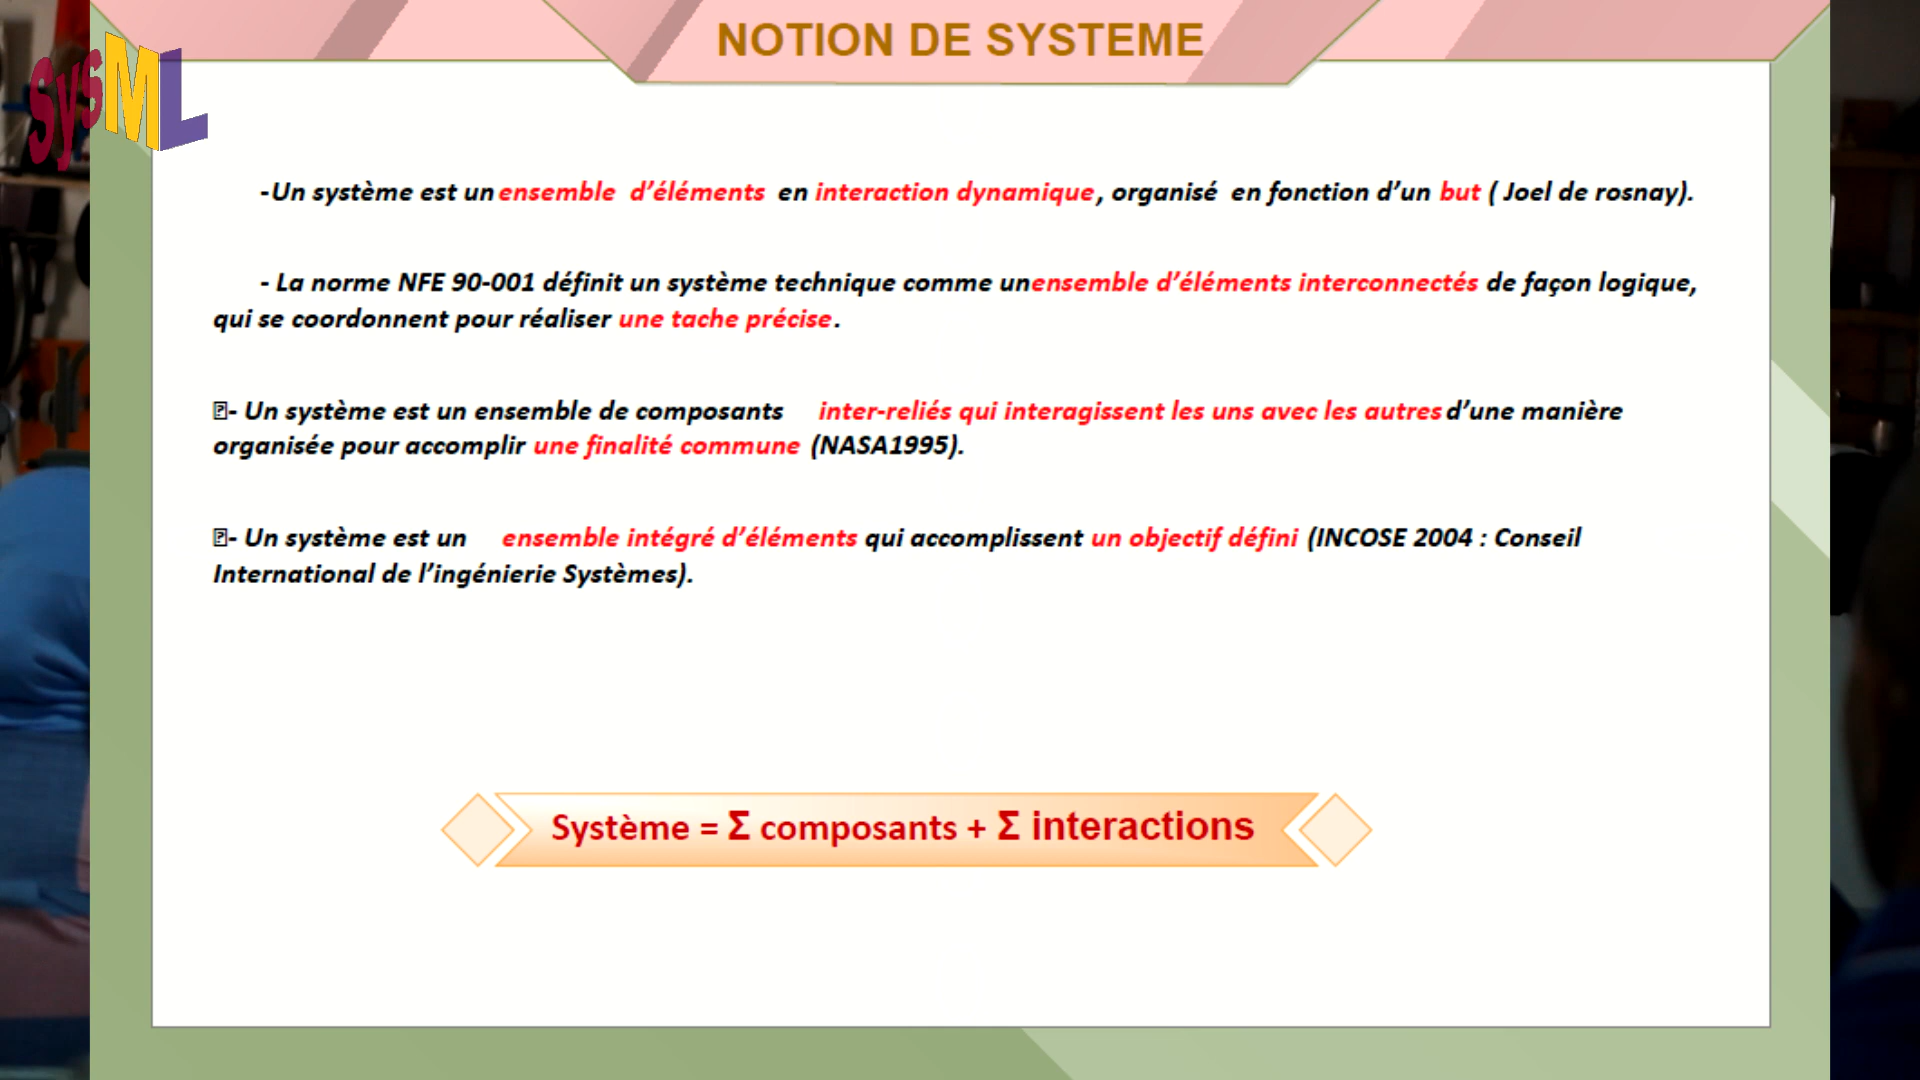 NOTION DE SYSTEME
SysML
-Un système est un ensemble d’éléments en interaction dynamique, organisé en fonction d’un but ( Joel de rosnay).
- La norme NFE 90-001 définit un système technique comme unensemble d’éléments interconnectés de façon logique,
qui se coordonnent pour réaliser une tache précise.
- Un système est un ensemble de composants inter-reliés qui interagissent les uns avec les autres d’une manière
organisée pour accomplir une finalité commune (NASA1995).
- Un système est un ensemble intégré d’éléments qui accomplissent un objectif défini (INCOSE 2004 : Conseil
International de l’ingénierie Systèmes).
Système = Σ composants + Σ interactions